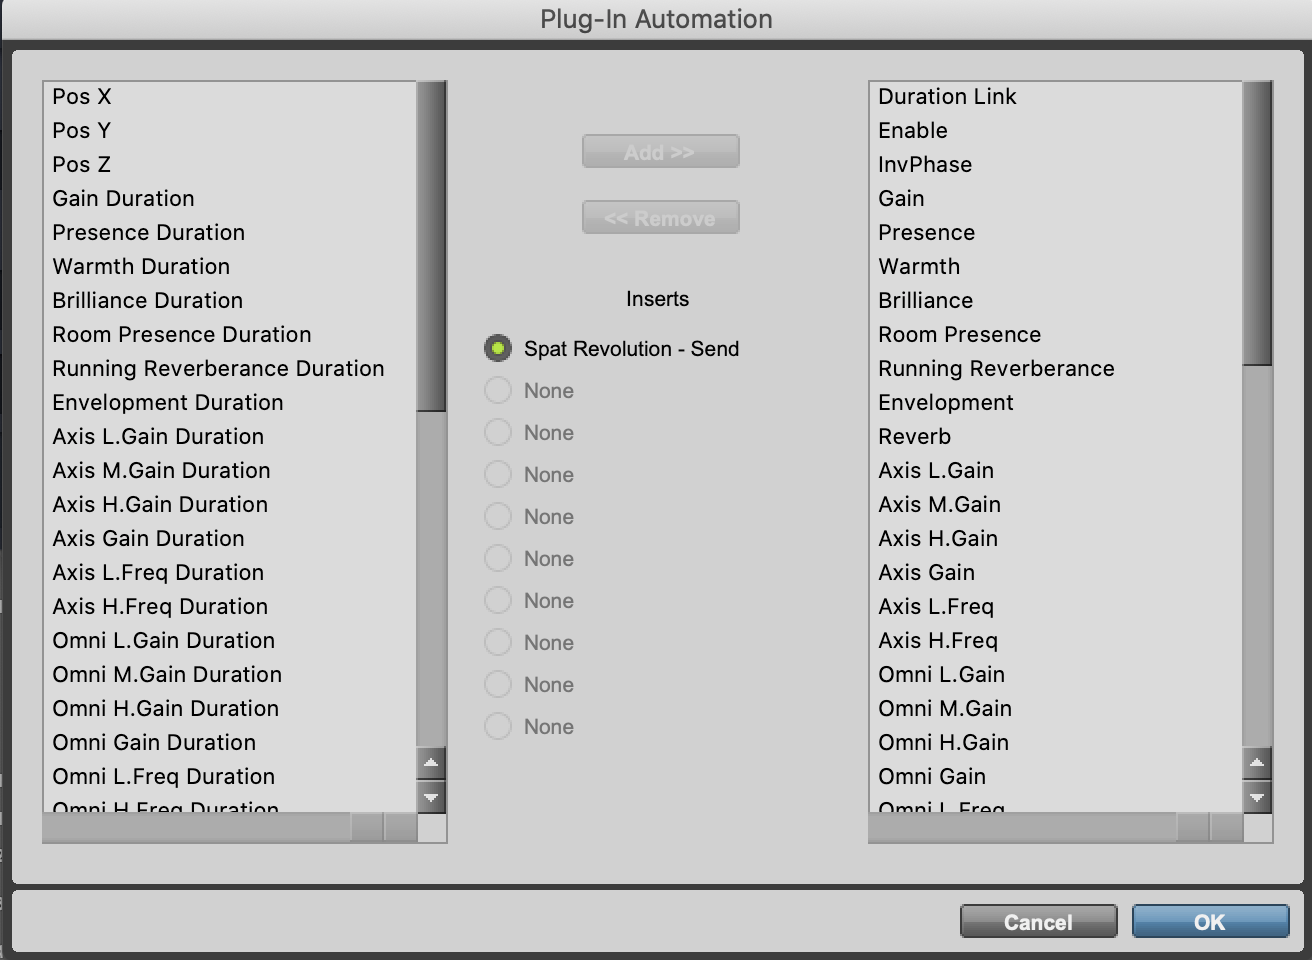 Plug-In Automation
Pos X
Pos Y
Pos Z
Gain Duration
Presence Duration
Warmth Duration
Brilliance Duration
Room Presence Duration
Running Reverberance Duration
Envelopment Duration
Axis L.Gain Duration
Axis M.Gain Duration
Axis H.Gain Duration
Axis Gain Duration
Axis L.Freq Duration
Axis H.Freq Duration
Omni L.Gain Duration
Omni M.Gain Duration
Omni H.Gain Duration
Omni Gain Duration
Omni L.Freq Duration
Omni H.Freq Duration
Add >>
<< Remove
Inserts
Spat Revolution - Send
None
None
None
None
None
None
None
None
None
Duration Link
Enable
InvPhase
Gain
Presence
Warmth
Brilliance
Room Presence
Running Reverberance
Envelopment
Reverb
Axis L.Gain
Axis M.Gain
Axis H.Gain
Axis Gain
Axis L.Freq
Axis H.Freq
Omni L.Gain
Omni M.Gain
Omni H.Gain
Omni Gain
Omni L.Freq
Cancel
OK